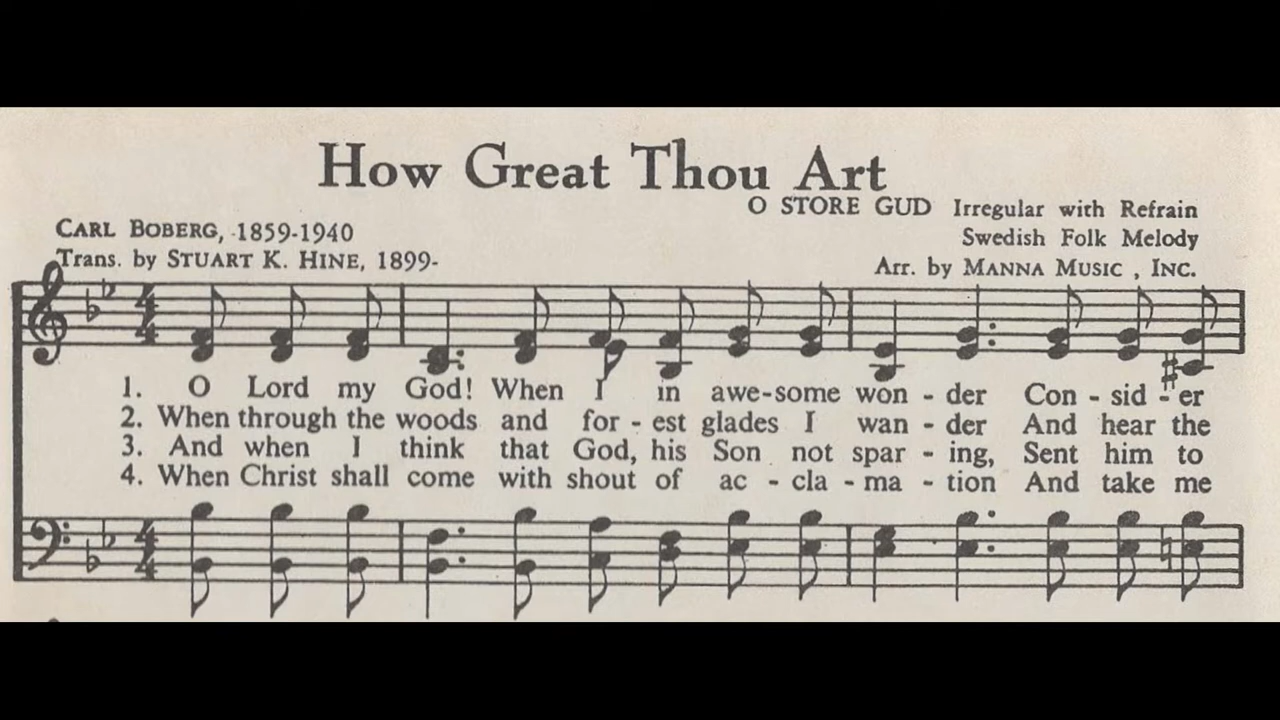 How Great Thou Art
O STORE GUD Irregular with Refrain
CARL BOBERG, 1859-1940
Swedish Folk Melody
Trans. by STUART K. HINE, 1899-
Arr. by MANNA MUSIC , INC.
1. O Lord my God! When I in awe-some won - der Con - sid - er
2. When through the woods and for - est glades I wan - der And hear the
3. And when I think that God, his Son not spar - ing, Sent him to
4. When Christ shall come with shout of ac - cla - ma - tion And take me